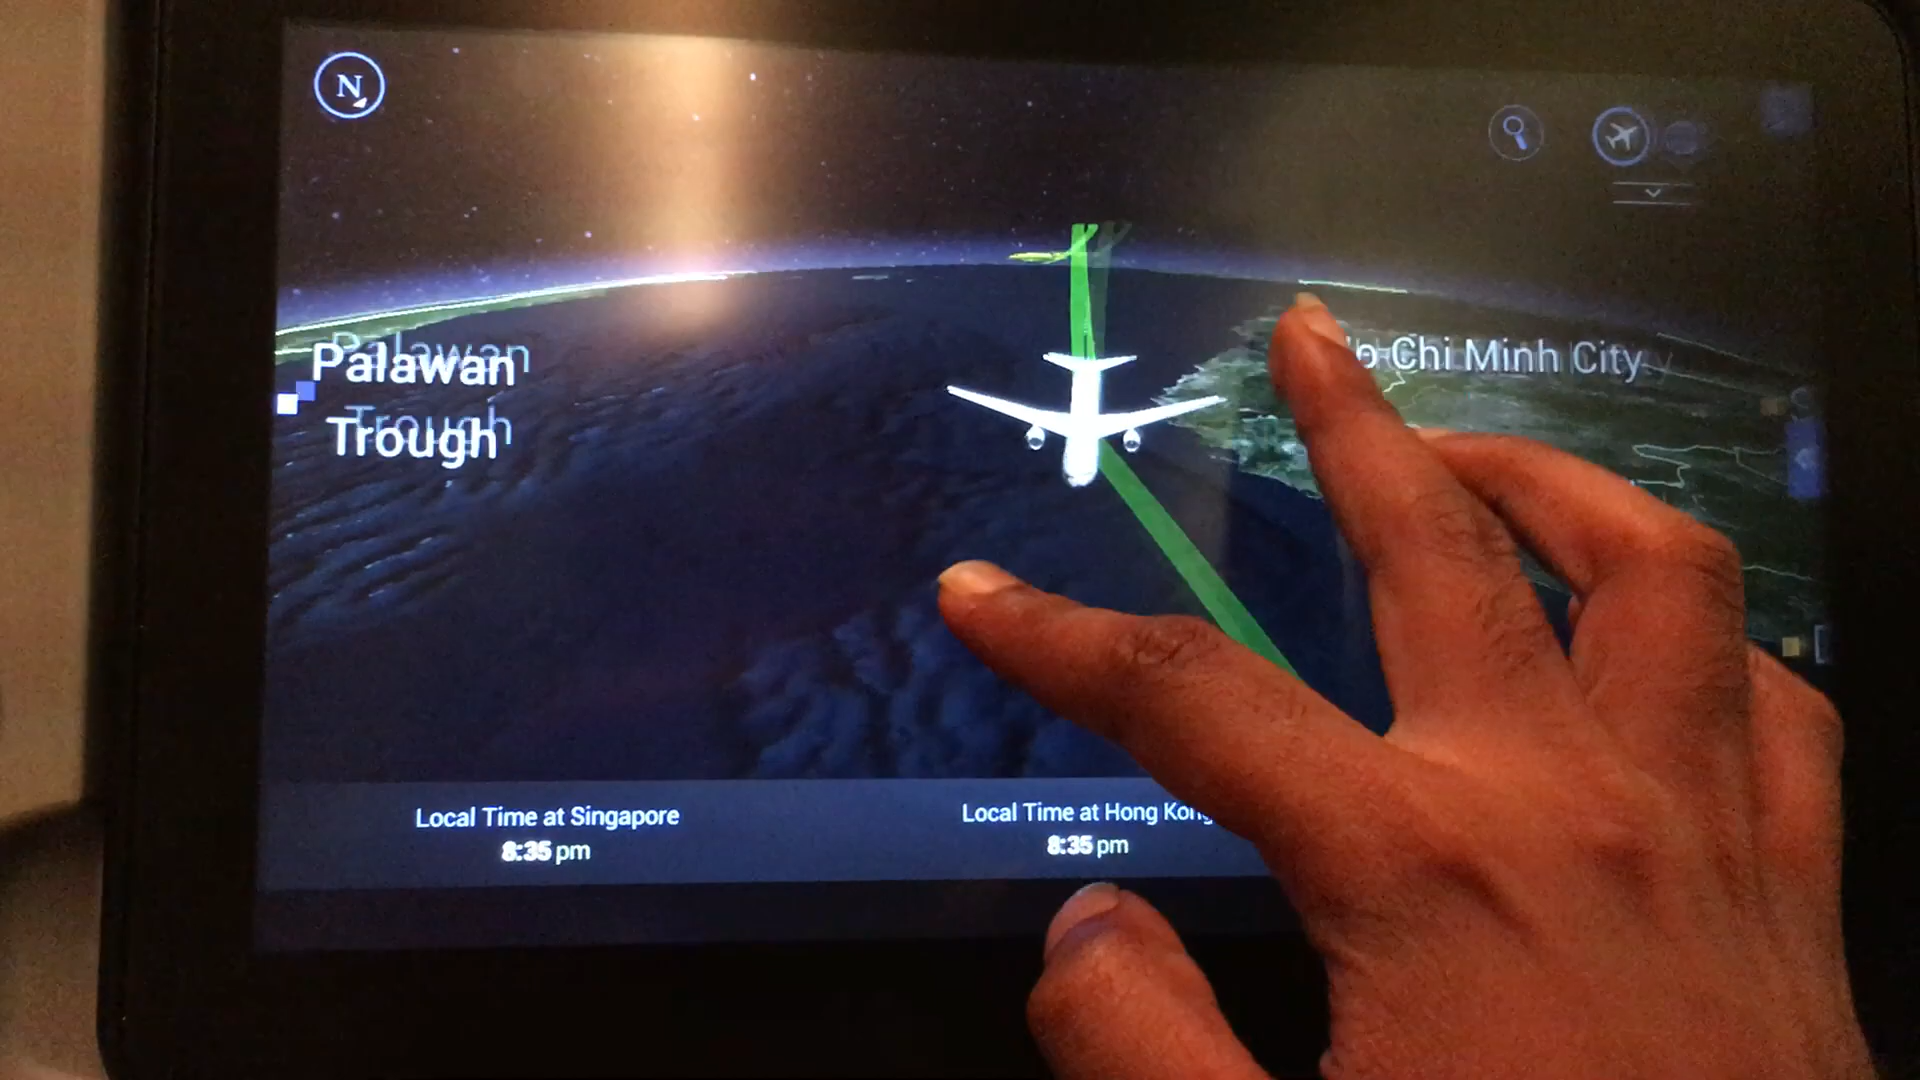 N
Palawan
Trough
Chi Minh City
Local Time at Singapore
8:35 pm
Local Time at Hong Kong
8:35 pm